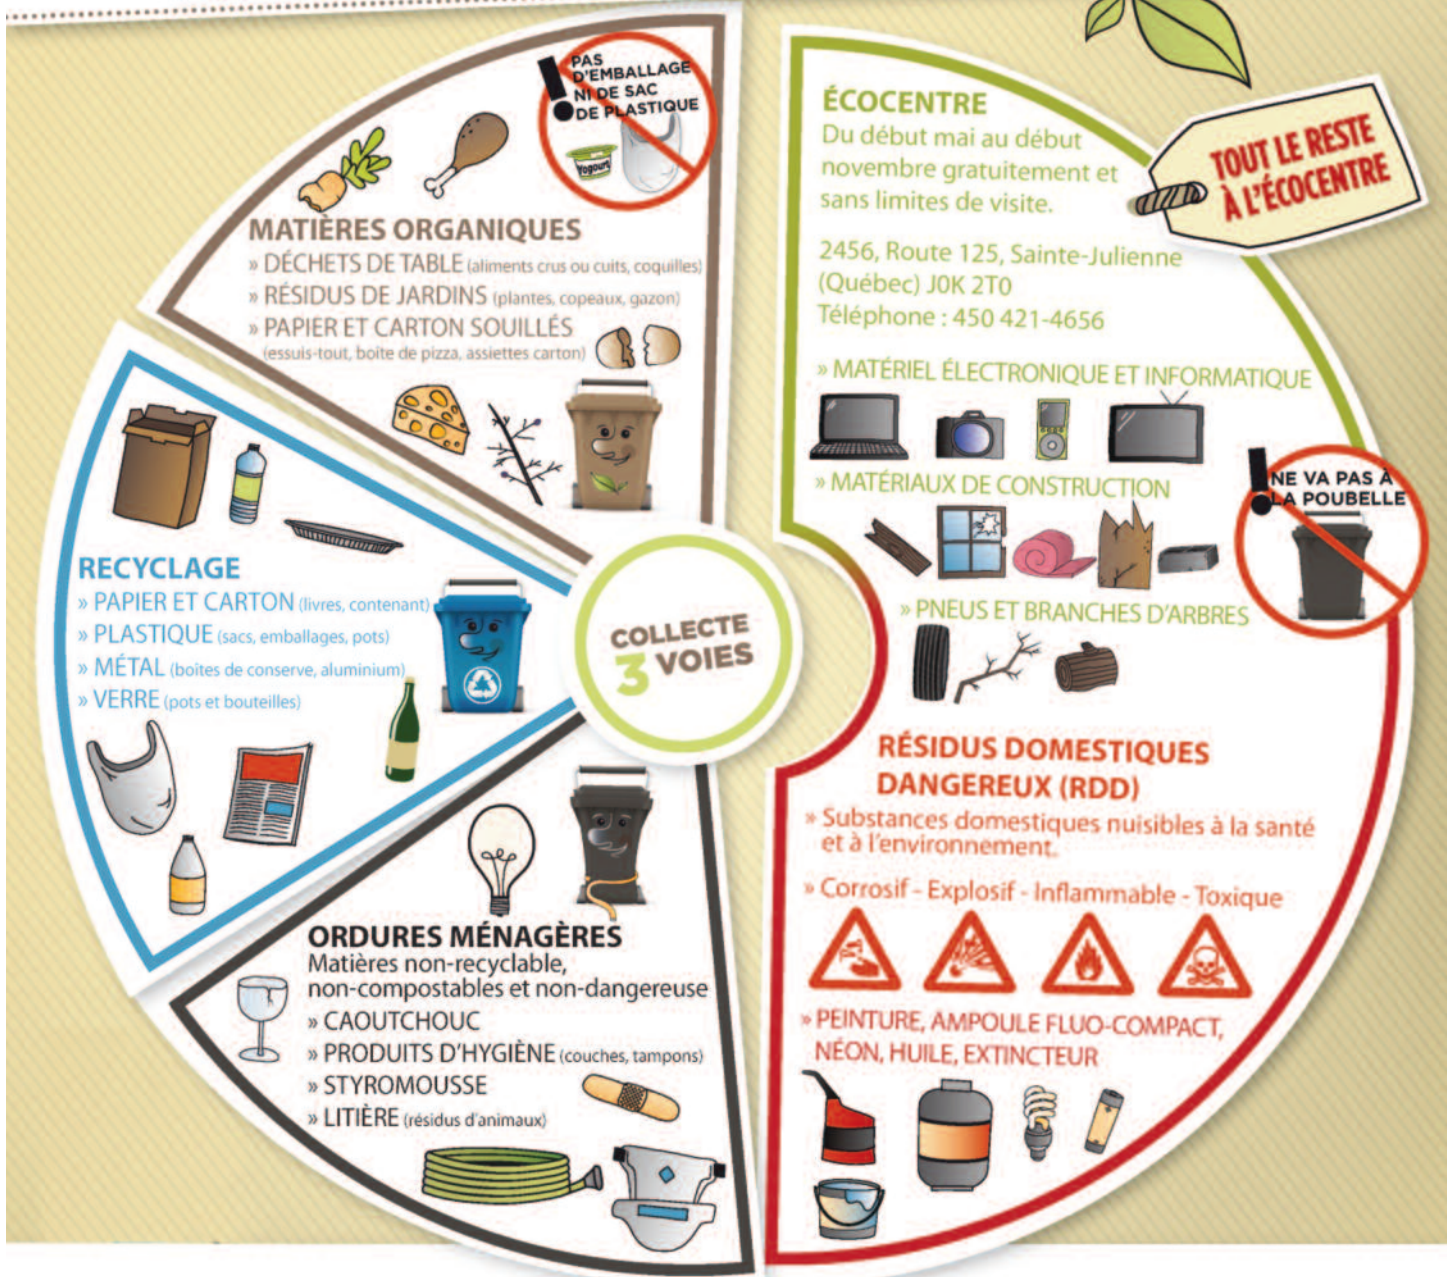 PAS
D'EMBALLAGE
NI DE SAC
DE PLASTIQUE
Yogourt
MATIÈRES ORGANIQUES
» DÉCHETS DE TABLE (aliments crus ou cuits, coquilles)
» RÉSIDUS DE JARDINS (plantes, copeaux, gazon)
» PAPIER ET CARTON SOUILLÉS
(essuis-tout, boîte de pizza, assiettes carton)
RECYCLAGE
» PAPIER ET CARTON (livres, contenant)
» PLASTIQUE (sacs, emballages, pots)
» MÉTAL (boîtes de conserve, aluminium)
» VERRE (pots et bouteilles)
COLLECTE
3 VOIES
ORDURES MÉNAGÈRES
Matières non-recyclable,
non-compostables et non-dangereuse
» CAOUTCHOUC
» PRODUITS D'HYGIÈNE (couches, tampons)
» STYROMOUSSE
» LITIÈRE (résidus d'animaux)
TOUT LE RESTE
À L'ÉCOCENTRE
ÉCOCENTRE
Du début mai au début
novembre gratuitement et
sans limites de visite.
2456, Route 125, Sainte-Julienne
(Québec) J0K 2T0
Téléphone : 450 421-4656
» MATÉRIEL ÉLECTRONIQUE ET INFORMATIQUE
» MATÉRIAUX DE CONSTRUCTION
NE VA PAS À
LA POUBELLE
» PNEUS ET BRANCHES D'ARBRES
RÉSIDUS DOMESTIQUES
DANGEREUX (RDD)
» Substances domestiques nuisibles à la santé
et à l'environnement.
» Corrosif - Explosif - Inflammable - Toxique
» PEINTURE, AMPOULE FLUO-COMPACT,
NÉON, HUILE, EXTINCTEUR